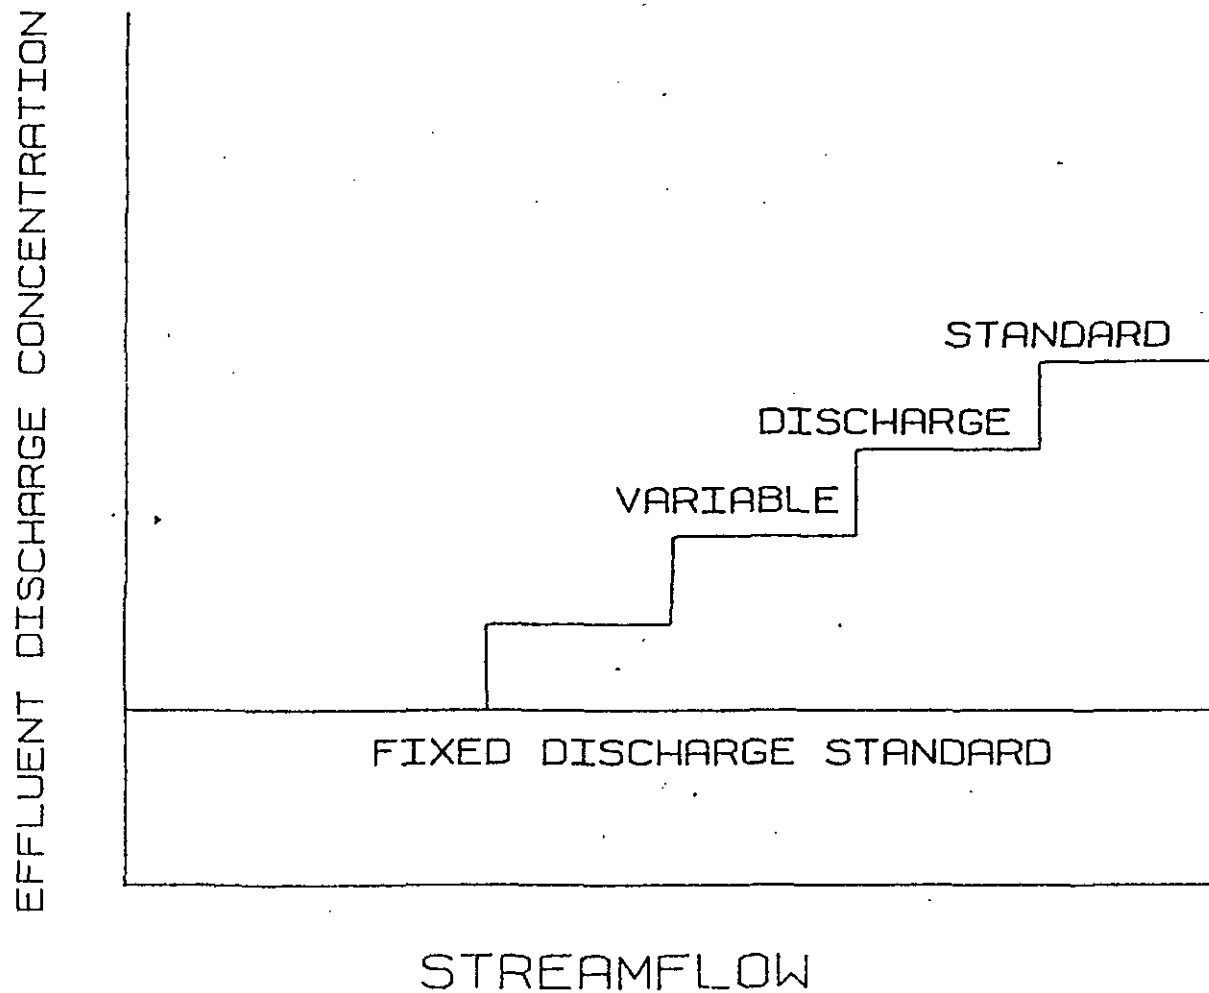 EFFLUENT DISCHARGE CONCENTRATION
STANDARD
DISCHARGE
VARIABLE
FIXED DISCHARGE STANDARD
STREAMFLOW